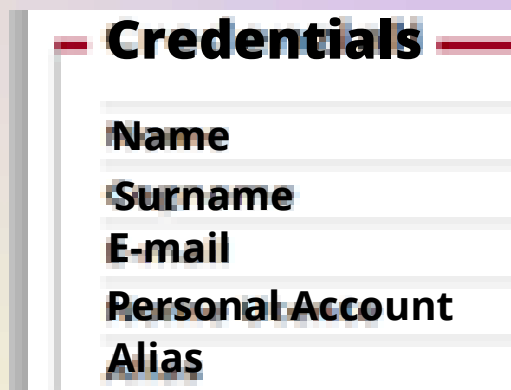 Credentials
Name
Surname
E-mail
Personal Account
Alias